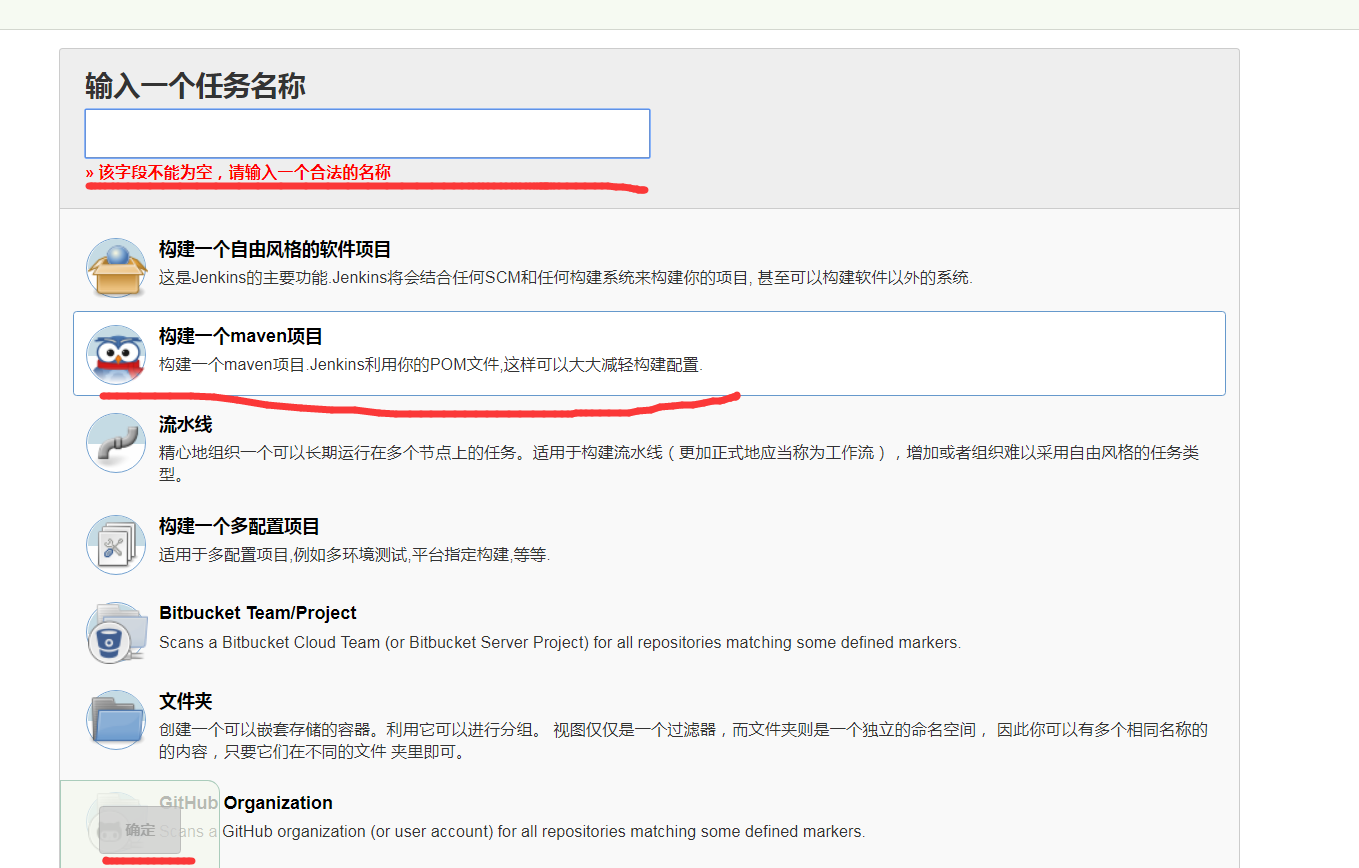 输入一个任务名称
» 该字段不能为空，请输入一个合法的名称
构建一个自由风格的软件项目
这是Jenkins的主要功能.Jenkins将会结合任何SCM和任何构建系统来构建你的项目, 甚至可以构建软件以外的系统.
构建一个maven项目
构建一个maven项目.Jenkins利用你的POM文件,这样可以大大减轻构建配置.
流水线
精心地组织一个可以长期运行在多个节点上的任务。适用于构建流水线（更加正式地应当称为工作流），增加或者组织难以采用自由风格的任务类
型。
构建一个多配置项目
适用于多配置项目,例如多环境测试,平台指定构建,等等.
Bitbucket Team/Project
Scans a Bitbucket Cloud Team (or Bitbucket Server Project) for all repositories matching some defined markers.
文件夹
创建一个可以嵌套存储的容器。利用它可以进行分组。 视图仅仅是一个过滤器，而文件夹则是一个独立的命名空间， 因此你可以有多个相同名称的
的内容，只要它们在不同的文件 夹里即可。
GitHub Organization
Scans a GitHub organization (or user account) for all repositories matching some defined markers.
确定